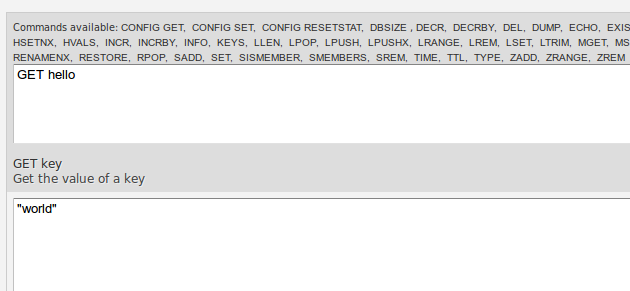 Commands available: CONFIG GET, CONFIG SET, CONFIG RESETSTAT, DBSIZE , DECR, DECRBY, DEL, DUMP, ECHO, EXIS
HSETNX, HVALS, INCR, INCRBY, INFO, KEYS, LLEN, LPOP, LPUSH, LPUSHX, LRANGE, LREM, LSET, LTRIM, MGET, MS
RENAMENX, RESTORE, RPOP, SADD, SET, SISMEMBER, SMEMBERS, SREM, TIME, TTL, TYPE, ZADD, ZRANGE, ZREM
GET hello
GET key
Get the value of a key
"world"